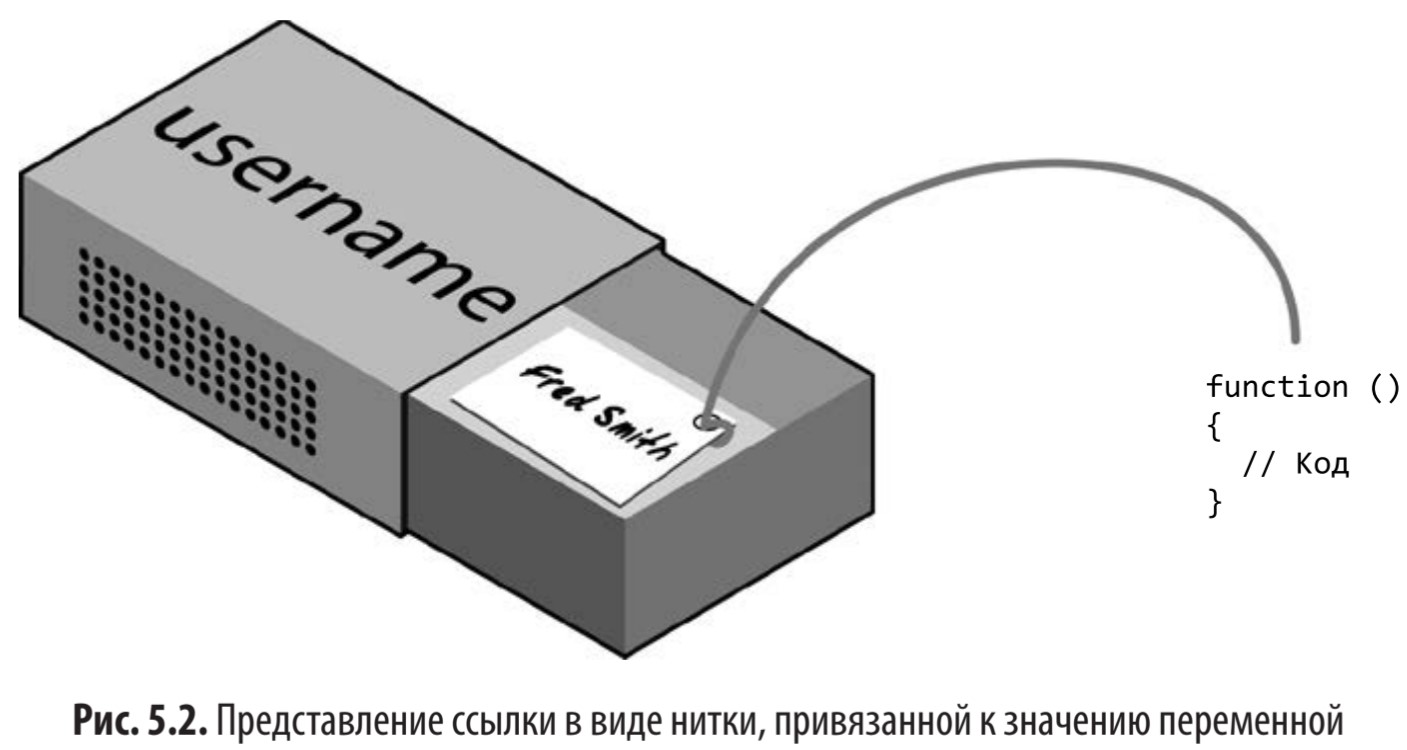 username
Fred Smith
function ()
{
// Код
}
Рис. 5.2. Представление ссылки в виде нитки, привязанной к значению переменной